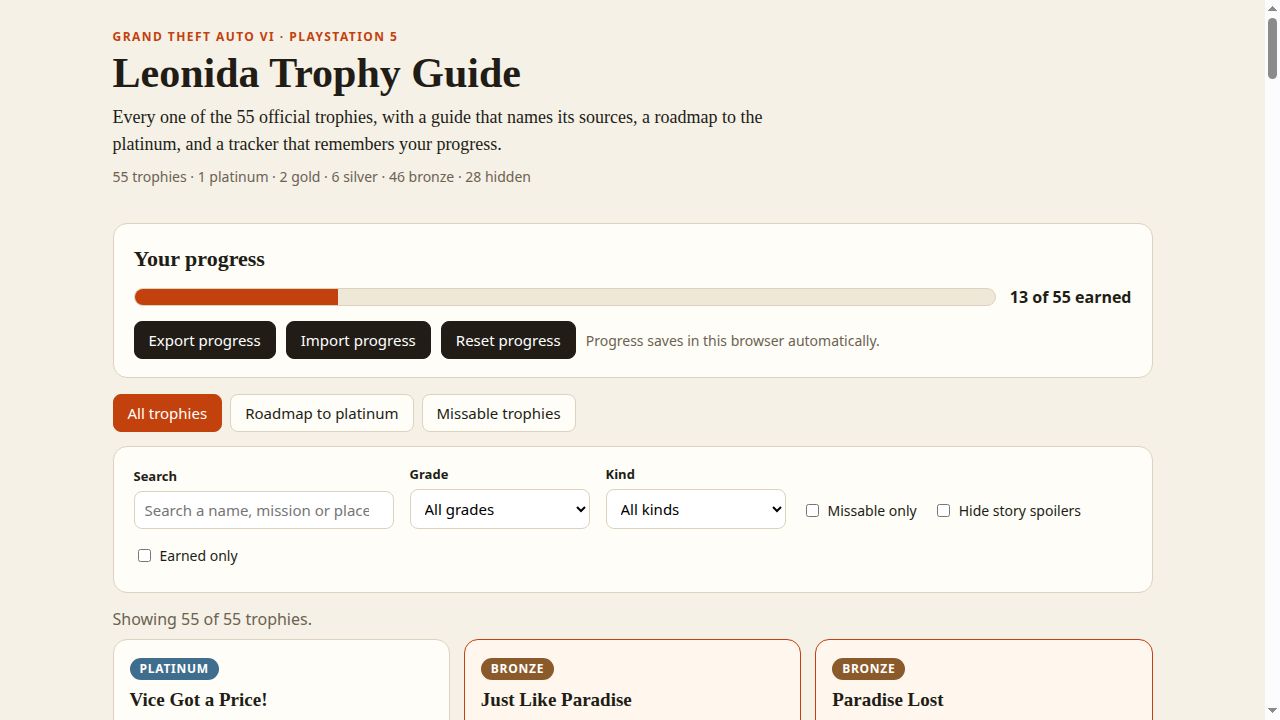 GRAND THEFT AUTO VI · PLAYSTATION 5
Leonida Trophy Guide
Every one of the 55 official trophies, with a guide that names its sources, a roadmap to the
platinum, and a tracker that remembers your progress.
55 trophies · 1 platinum · 2 gold · 6 silver · 46 bronze · 28 hidden
Your progress
13 of 55 earned
Export progress
Import progress
Reset progress
Progress saves in this browser automatically.
All trophies
Roadmap to platinum
Missable trophies
Search
Grade
Kind
Search a name, mission or place
All grades
All kinds
Missable only
Hide story spoilers
Earned only
Showing 55 of 55 trophies.
PLATINUM
Vice Got a Price!
BRONZE
Just Like Paradise
BRONZE
Paradise Lost